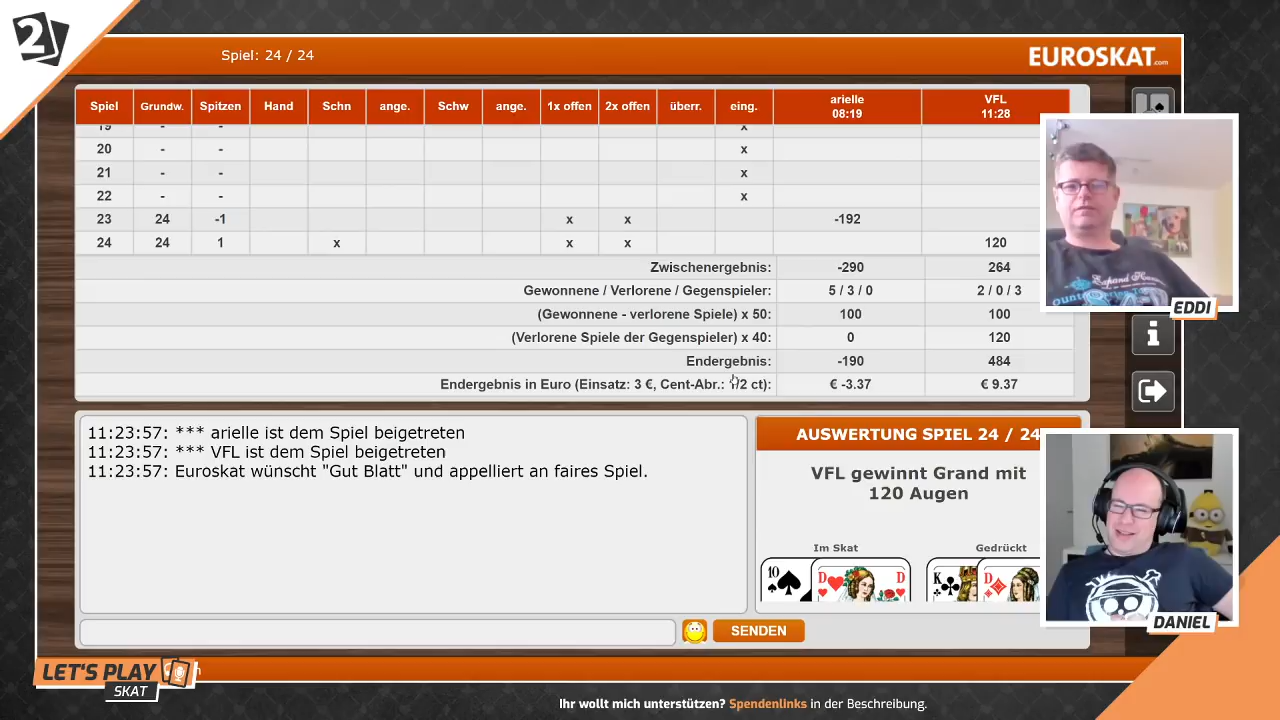 2
Spiel: 24 / 24
EUROSKAT.com
Spiel Grundw. Spitzen Hand Schn ange. Schw ange. 1x offen 2x offen überr. eing. arielle 08:19 VFL 11:28
19 - - x
20 - - x
21 - - x
22 - - x
23 24 -1 x x -192
24 24 1 x x x 120
Zwischenergebnis: -290 264
Gewonnene / Verlorene / Gegenspieler: 5 / 3 / 0 2 / 0 / 3
(Gewonnene - verlorene Spiele) x 50: 100 100
(Verlorene Spiele der Gegenspieler) x 40: 0 120
Endergebnis: -190 484
Endergebnis in Euro (Einsatz: 3 €, Cent-Abr.: 2 ct): € -3.37 € 9.37
EDDI
i
11:23:57: *** arielle ist dem Spiel beigetreten
11:23:57: *** VFL ist dem Spiel beigetreten
11:23:57: Euroskat wünscht "Gut Blatt" und appelliert an faires Spiel.
AUSWERTUNG SPIEL 24 / 24
VFL gewinnt Grand mit
120 Augen
Im Skat Gedrückt
10 D D K D
SENDEN
DANIEL
LET'S PLAY
SKAT
Ihr wollt mich unterstützen? Spendenlinks in der Beschreibung.